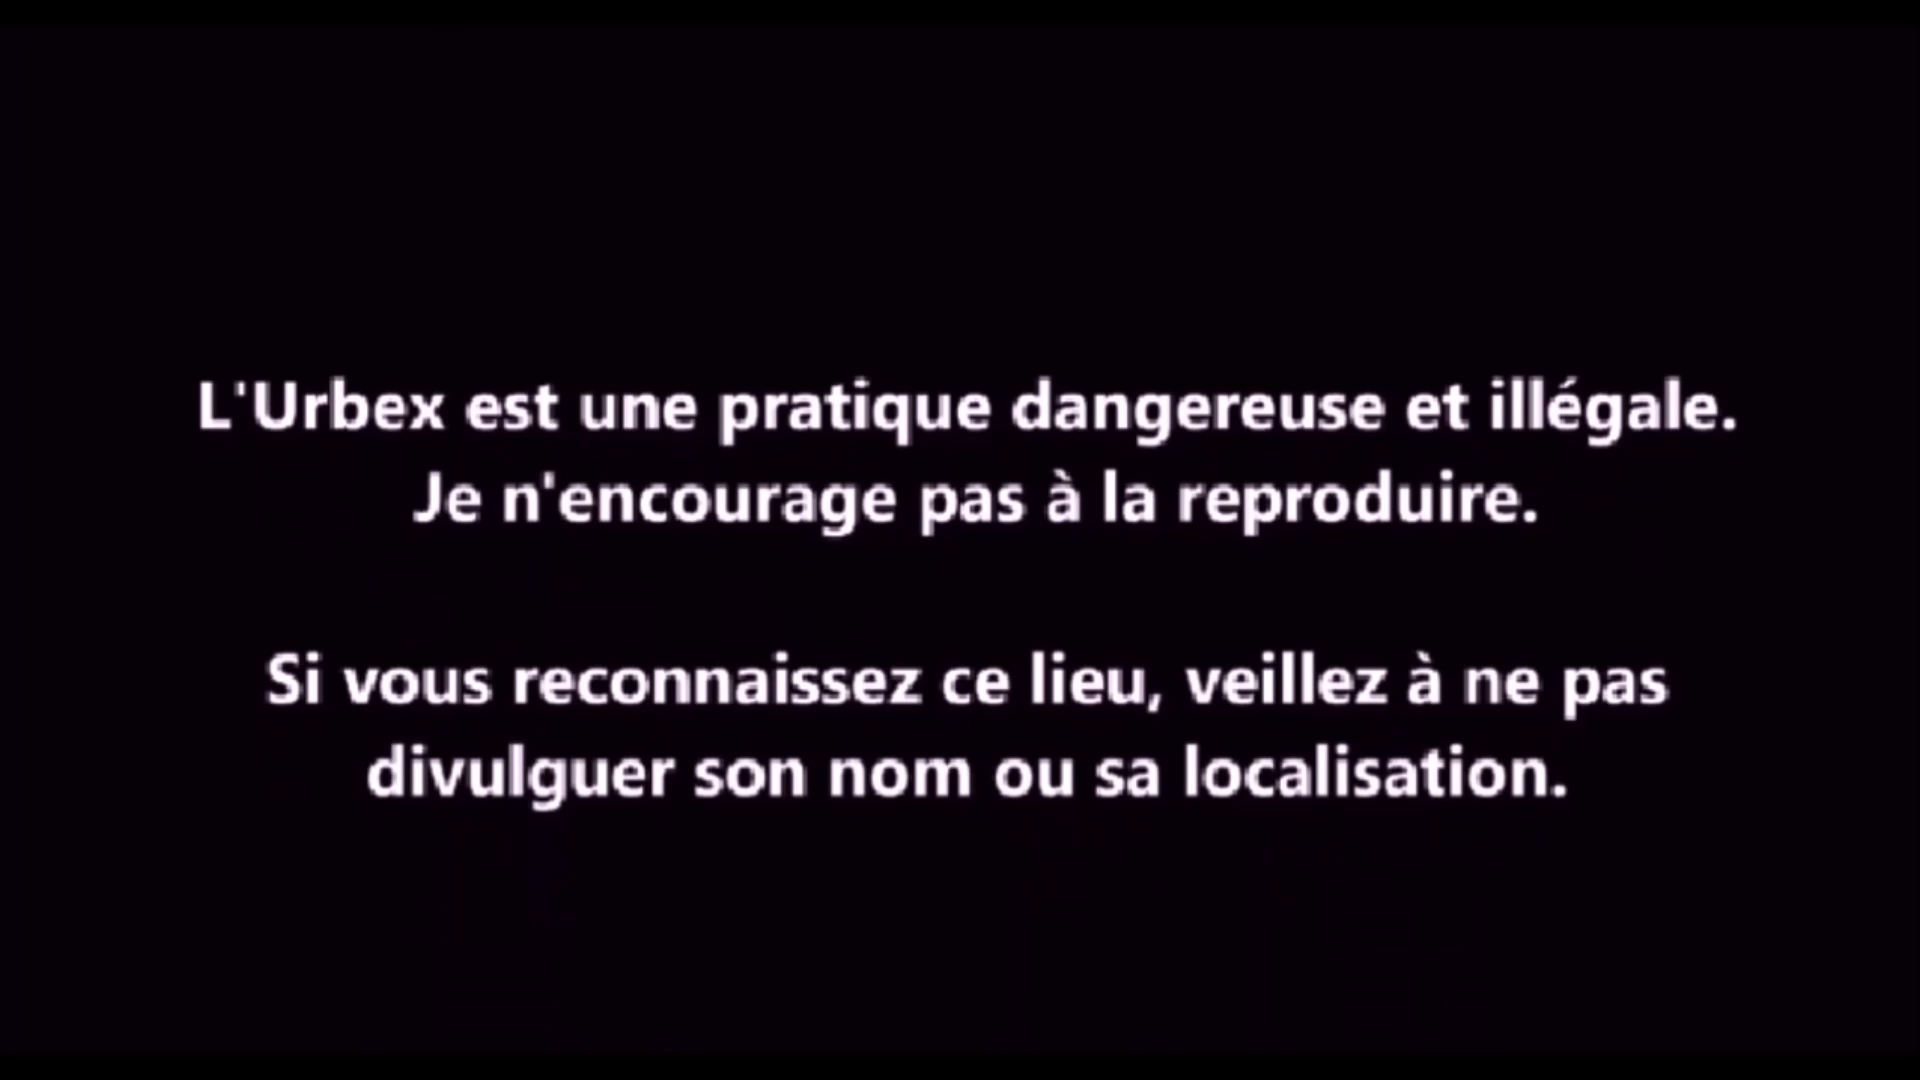 L'Urbex est une pratique dangereuse et illégale.
Je n'encourage pas à la reproduire.
Si vous reconnaissez ce lieu, veillez à ne pas
divulguer son nom ou sa localisation.